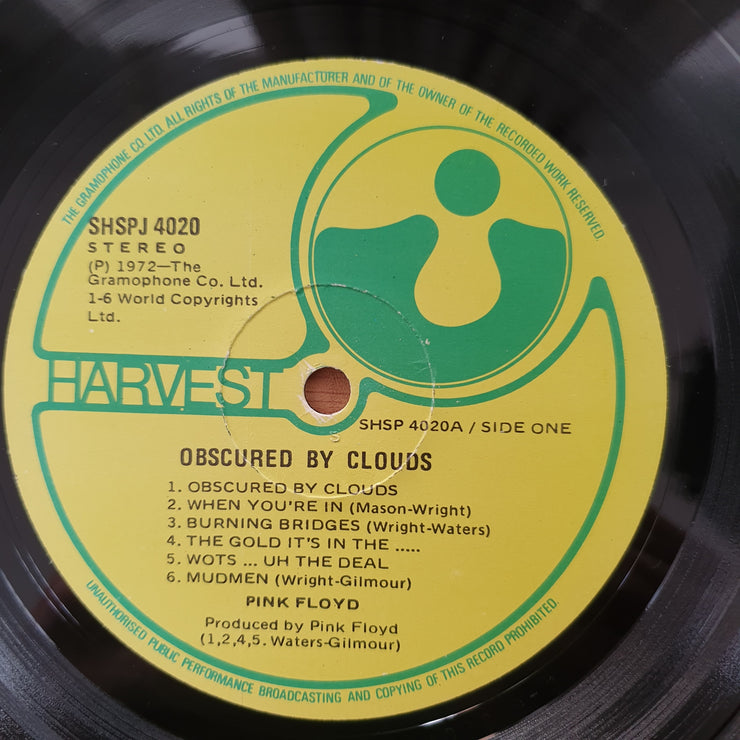 THE GRAMOPHONE CO. LTD. ALL RIGHTS OF THE MANUFACTURER AND OF THE OWNER OF THE RECORDED WORK RESERVED.
SHSPJ 4020
STEREO
(P) 1972—The
Gramophone Co. Ltd.
1-6 World Copyrights
Ltd.
HARVEST
SHSP 4020A / SIDE ONE
S
OBSCURED BY CLOUDS
1. OBSCURED BY CLOUDS
2. WHEN YOU'RE IN (Mason-Wright)
3. BURNING BRIDGES (Wright-Waters)
4. THE GOLD IT'S IN THE .....
5. WOTS ... UH THE DEAL
6. MUDMEN (Wright-Gilmour)
PINK FLOYD
Produced by Pink Floyd
(1,2,4,5. Waters-Gilmour)
UNAUTHORISED PUBLIC PERFORMANCE BROADCASTING AND COPYING OF THIS RECORD PROHIBITED.